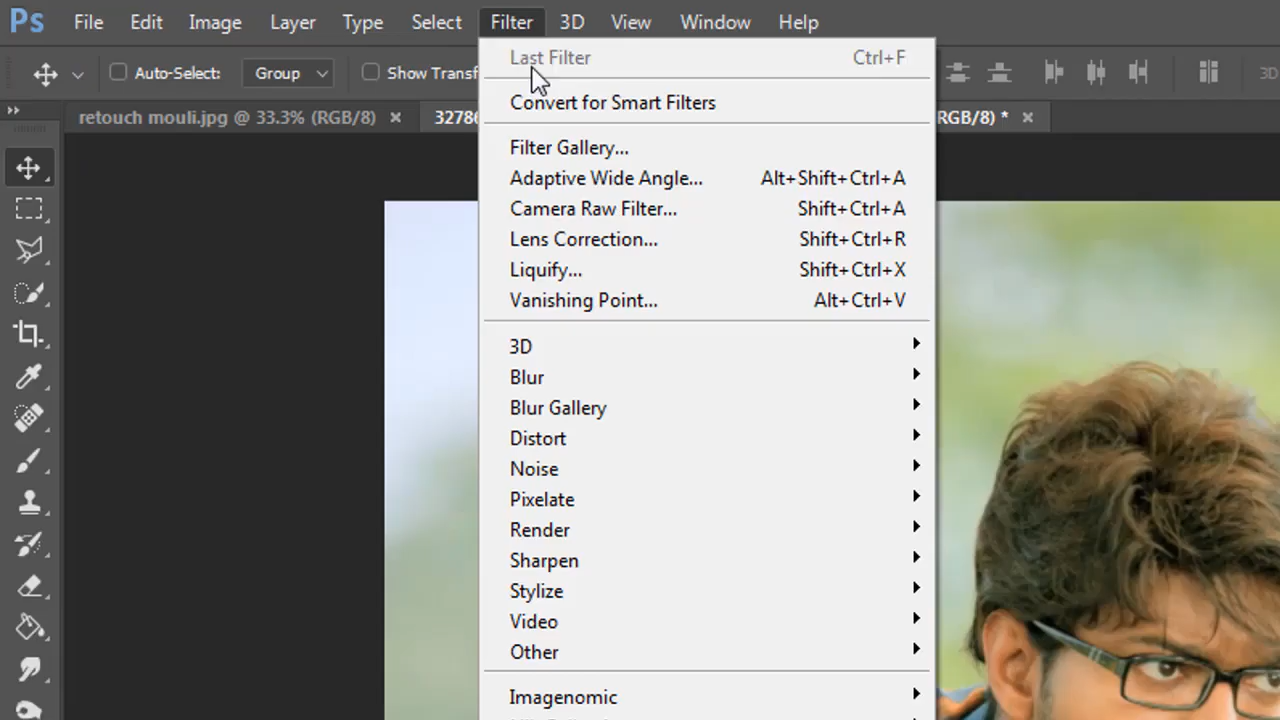 Ps File Edit Image Layer Type Select Filter 3D View Window Help
Auto-Select: Group Show Transf 3D
retouch mouli.jpg @ 33.3% (RGB/8) × 3278 RGB/8) * ×
Last Filter Ctrl+F
Convert for Smart Filters
Filter Gallery...
Adaptive Wide Angle... Alt+Shift+Ctrl+A
Camera Raw Filter... Shift+Ctrl+A
Lens Correction... Shift+Ctrl+R
Liquify... Shift+Ctrl+X
Vanishing Point... Alt+Ctrl+V
3D
Blur
Blur Gallery
Distort
Noise
Pixelate
Render
Sharpen
Stylize
Video
Other
Imagenomic